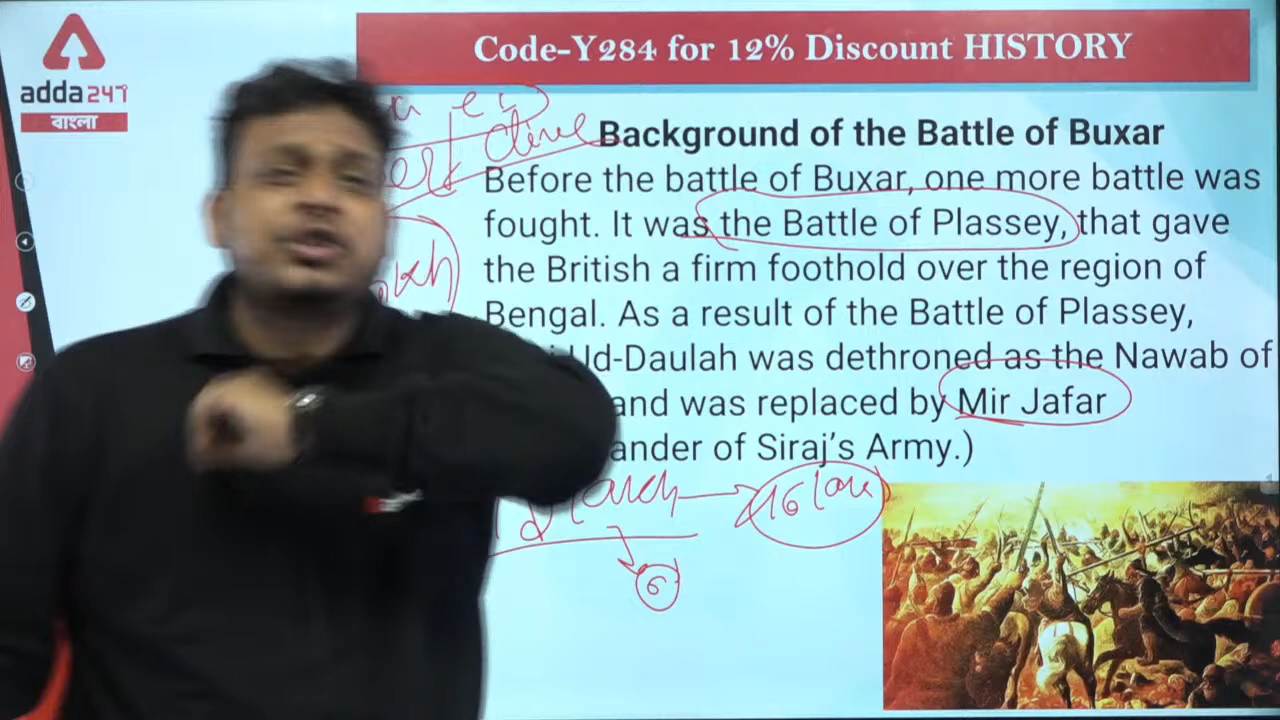 Code-Y284 for 12% Discount HISTORY
adda247
বাংলা
Clive
Background of the Battle of Buxar
Before the battle of Buxar, one more battle was
fought. It was the Battle of Plassey, that gave
the British a firm foothold over the region of
Bengal. As a result of the Battle of Plassey,
Ud-Daulah was dethroned as the Nawab of
and was replaced by Mir Jafar
ander of Siraj's Army.)
16
6